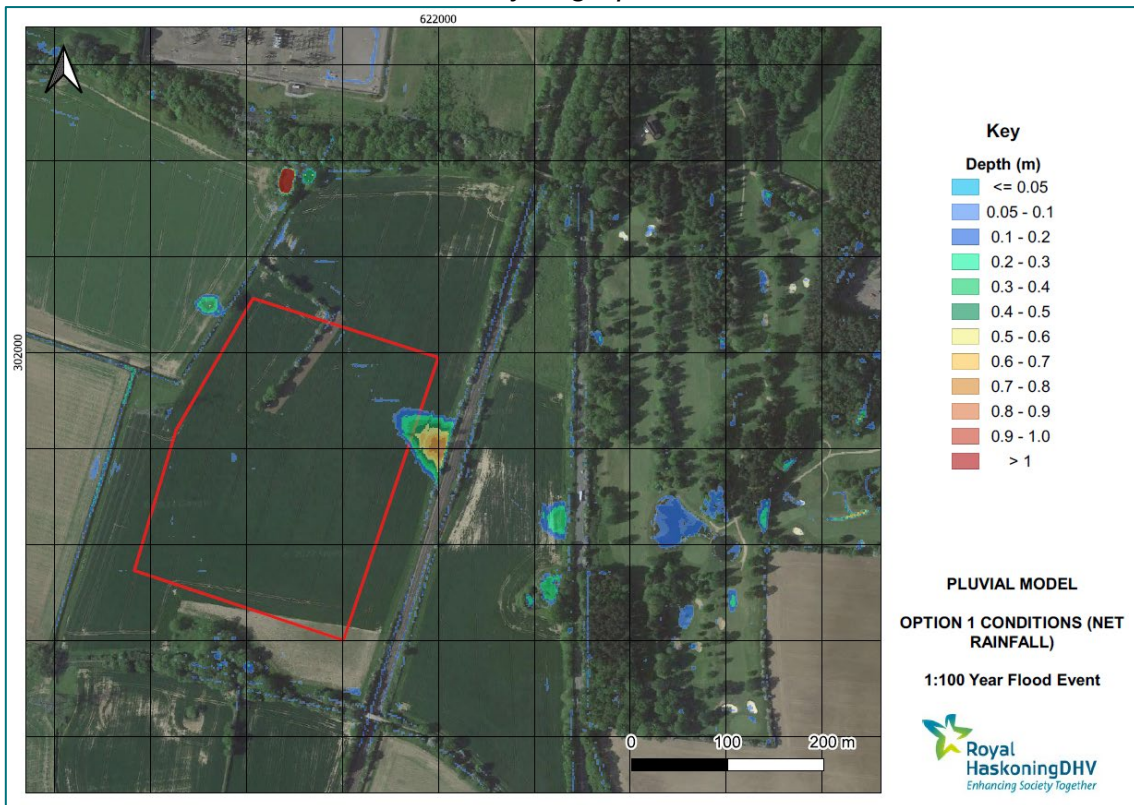 622000
302000
Key
Depth (m)
<= 0.05
0.05 - 0.1
0.1 - 0.2
0.2 - 0.3
0.3 - 0.4
0.4 - 0.5
0.5 - 0.6
0.6 - 0.7
0.7 - 0.8
0.8 - 0.9
0.9 - 1.0
> 1
PLUVIAL MODEL
OPTION 1 CONDITIONS (NET
RAINFALL)
1:100 Year Flood Event
0 100 200 m
Royal
HaskoningDHV
Enhancing Society Together